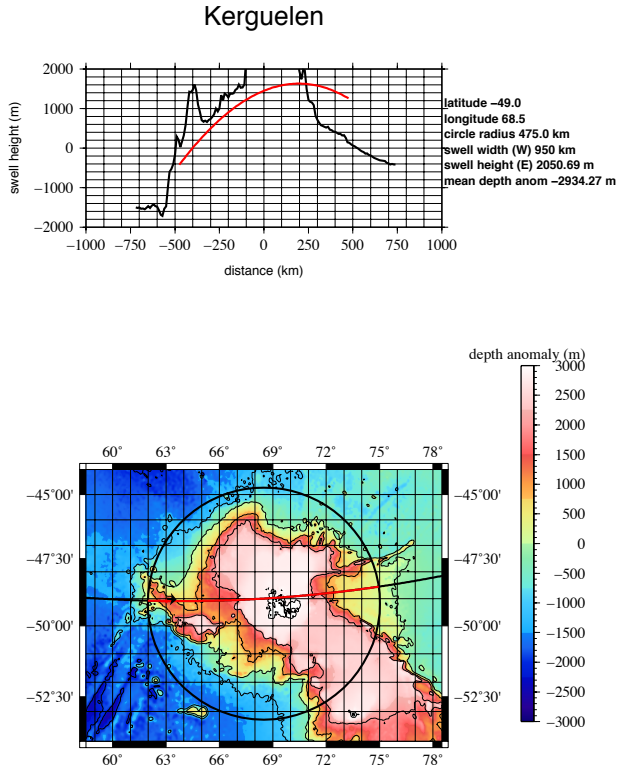 Kerguelen
2000
1000
0
−1000
−2000
swell height (m)
−1000 −750 −500 −250 0 250 500 750 1000
distance (km)
latitude −49.0
longitude 68.5
circle radius 475.0 km
swell width (W) 950 km
swell height (E) 2050.69 m
mean depth anom −2934.27 m
depth anomaly (m)
3000
2500
2000
1500
1000
500
0
−500
−1000
−1500
−2000
−2500
−3000
60° 63° 66° 69° 72° 75° 78°
−45°00' −45°00'
−47°30' −47°30'
−50°00' −50°00'
−52°30' −52°30'
60° 63° 66° 69° 72° 75° 78°